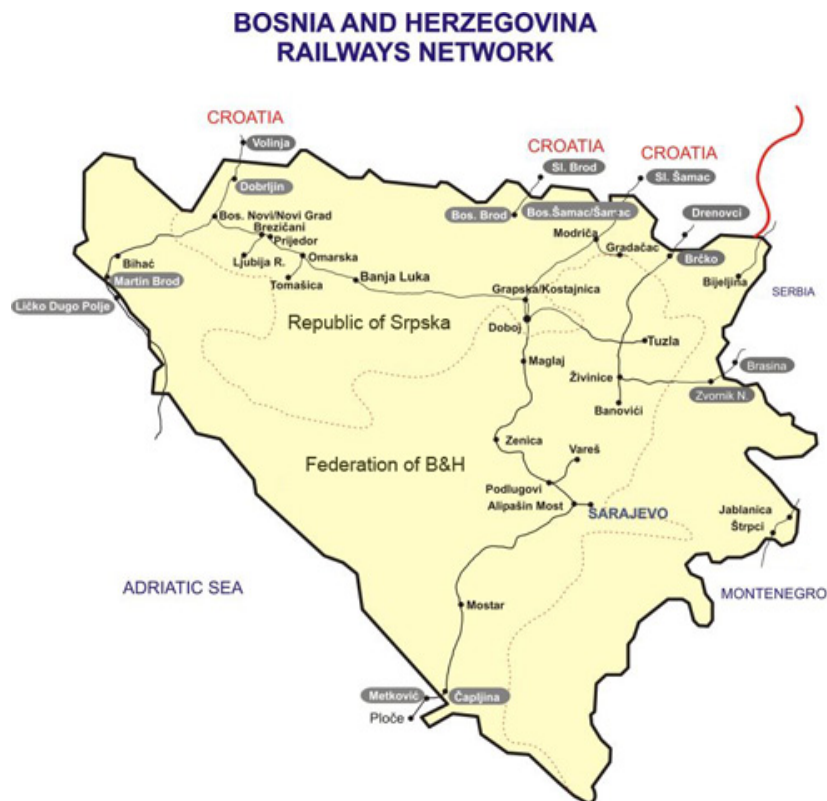 BOSNIA AND HERZEGOVINA
RAILWAYS NETWORK
CROATIA
Volinja
Dobrljin
CROATIA
CROATIA
Sl. Brod
Sl. Šamac
Bos. Brod
Bos.Šamac/Šamac
Drenovci
Bos. Novi/Novi Grad
Brezičani
Prijedor
Modriča
Gradačac
Brčko
Bihać
Ljubija R.
Omarska
Martin Brod
Tomašica
Banja Luka
Bijeljina
SERBIA
Ličko Dugo Polje
Grapska/Kostajnica
Republic of Srpska
Doboj
Tuzla
Maglaj
Brasina
Živinice
Zvornik N.
Banovići
Zenica
Vareš
Federation of B&H
Podlugovi
Alipašin Most
SARAJEVO
Jablanica
Štrpci
ADRIATIC SEA
MONTENEGRO
Mostar
Metković
Čapljina
Ploče